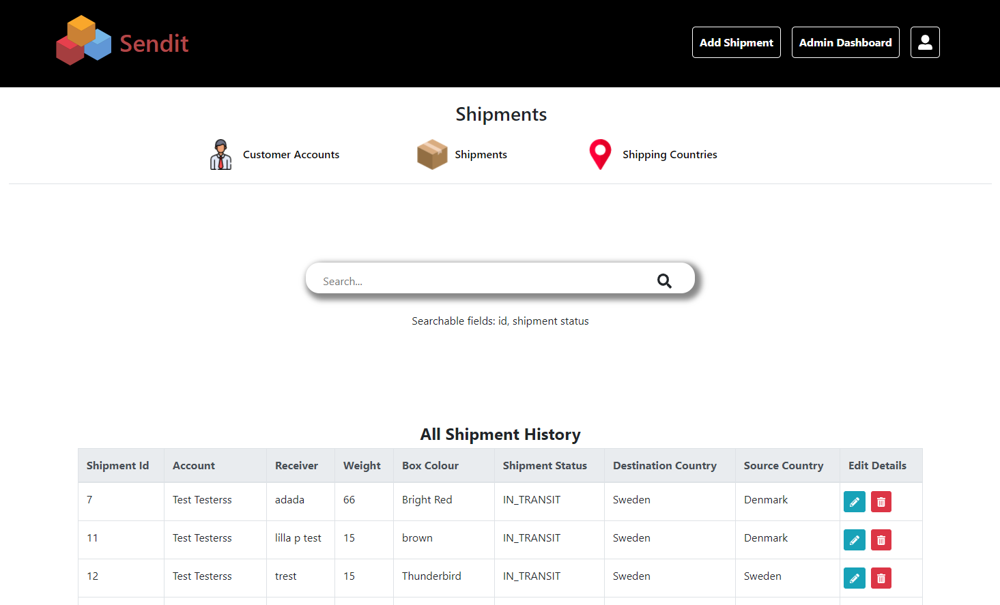 Sendit
Add Shipment
Admin Dashboard
Shipments
Customer Accounts
Shipments
Shipping Countries
Search...
Searchable fields: id, shipment status
All Shipment History
Shipment Id Account Receiver Weight Box Colour Shipment Status Destination Country Source Country Edit Details
7 Test Testerss adada 66 Bright Red IN_TRANSIT Sweden Denmark
11 Test Testerss lilla p test 15 brown IN_TRANSIT Sweden Denmark
12 Test Testerss trest 15 Thunderbird IN_TRANSIT Sweden Sweden